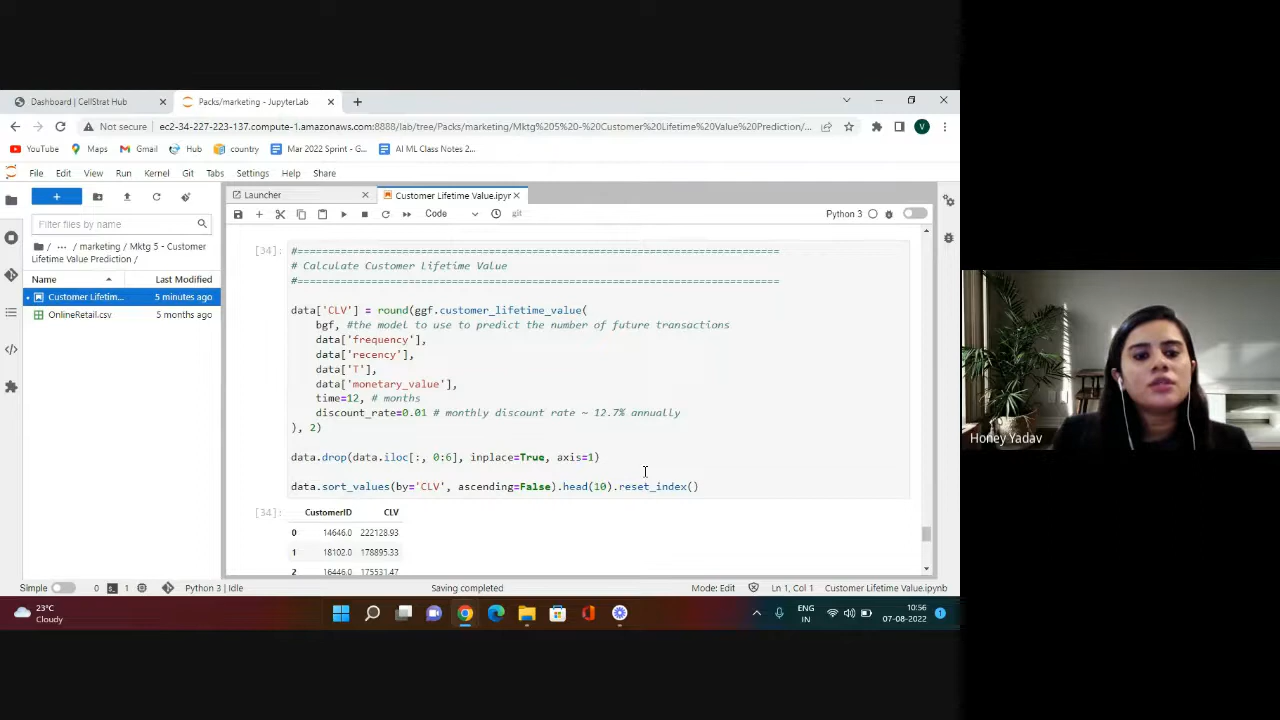 Dashboard | CellStrat Hub
Packs/marketing - JupyterLab
Not secure
ec2-34-227-223-137.compute-1.amazonaws.com:8888/lab/tree/Packs/marketing/Mktg%205%20-%20Customer%20Lifetime%20Value%20Prediction/...
V
YouTube
Maps
Gmail
Hub
country
Mar 2022 Sprint - G...
AI ML Class Notes 2...
File Edit View Run Kernel Git Tabs Settings Help Share
Launcher
Customer Lifetime Value.ipyr
Code
git
Python 3
Filter files by name
/ ... / marketing / Mktg 5 - Customer
Lifetime Value Prediction /
Name Last Modified
Customer Lifetim... 5 minutes ago
OnlineRetail.csv 5 months ago
[34]:
#==============================================================================
# Calculate Customer Lifetime Value
#==============================================================================
data['CLV'] = round(ggf.customer_lifetime_value(
bgf, #the model to use to predict the number of future transactions
data['frequency'],
data['recency'],
data['T'],
data['monetary_value'],
time=12, # months
discount_rate=0.01 # monthly discount rate ~ 12.7% annually
), 2)
data.drop(data.iloc[:, 0:6], inplace=True, axis=1)
data.sort_values(by='CLV', ascending=False).head(10).reset_index()
[34]:
CustomerID CLV
0 14646.0 222128.93
1 18102.0 178895.33
2 16446.0 175531.47
Simple 0 1 Python 3 | Idle Saving completed Mode: Edit Ln 1, Col 1 Customer Lifetime Value.ipynb
23°C
Cloudy
ENG
IN
10:56
07-08-2022
1
Honey Yadav